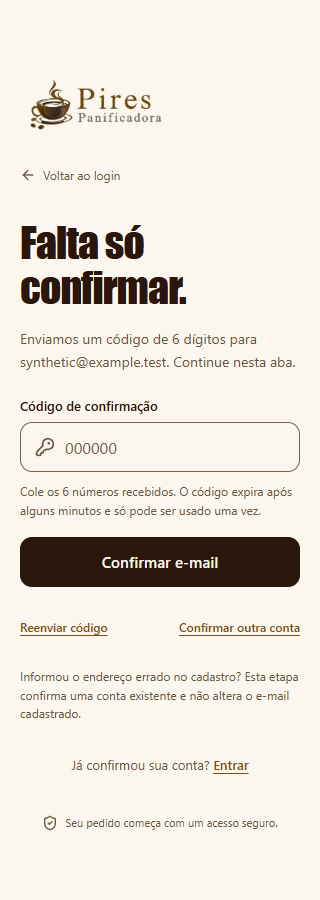 Pires
Panificadora
Voltar ao login
Falta só
confirmar.
Enviamos um código de 6 dígitos para
synthetic@example.test. Continue nesta aba.
Código de confirmação
000000
Cole os 6 números recebidos. O código expira após
alguns minutos e só pode ser usado uma vez.
Confirmar e-mail
Reenviar código
Confirmar outra conta
Informou o endereço errado no cadastro? Esta etapa
confirma uma conta existente e não altera o e-mail
cadastrado.
Já confirmou sua conta? Entrar
Seu pedido começa com um acesso seguro.